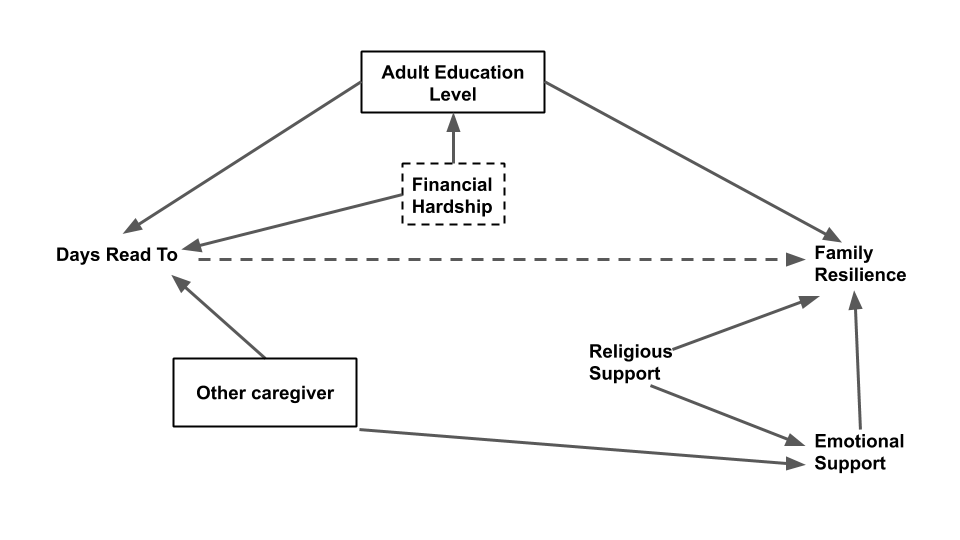 Adult Education
Level
Financial
Hardship
Days Read To
Family
Resilience
Religious
Support
Other caregiver
Emotional
Support